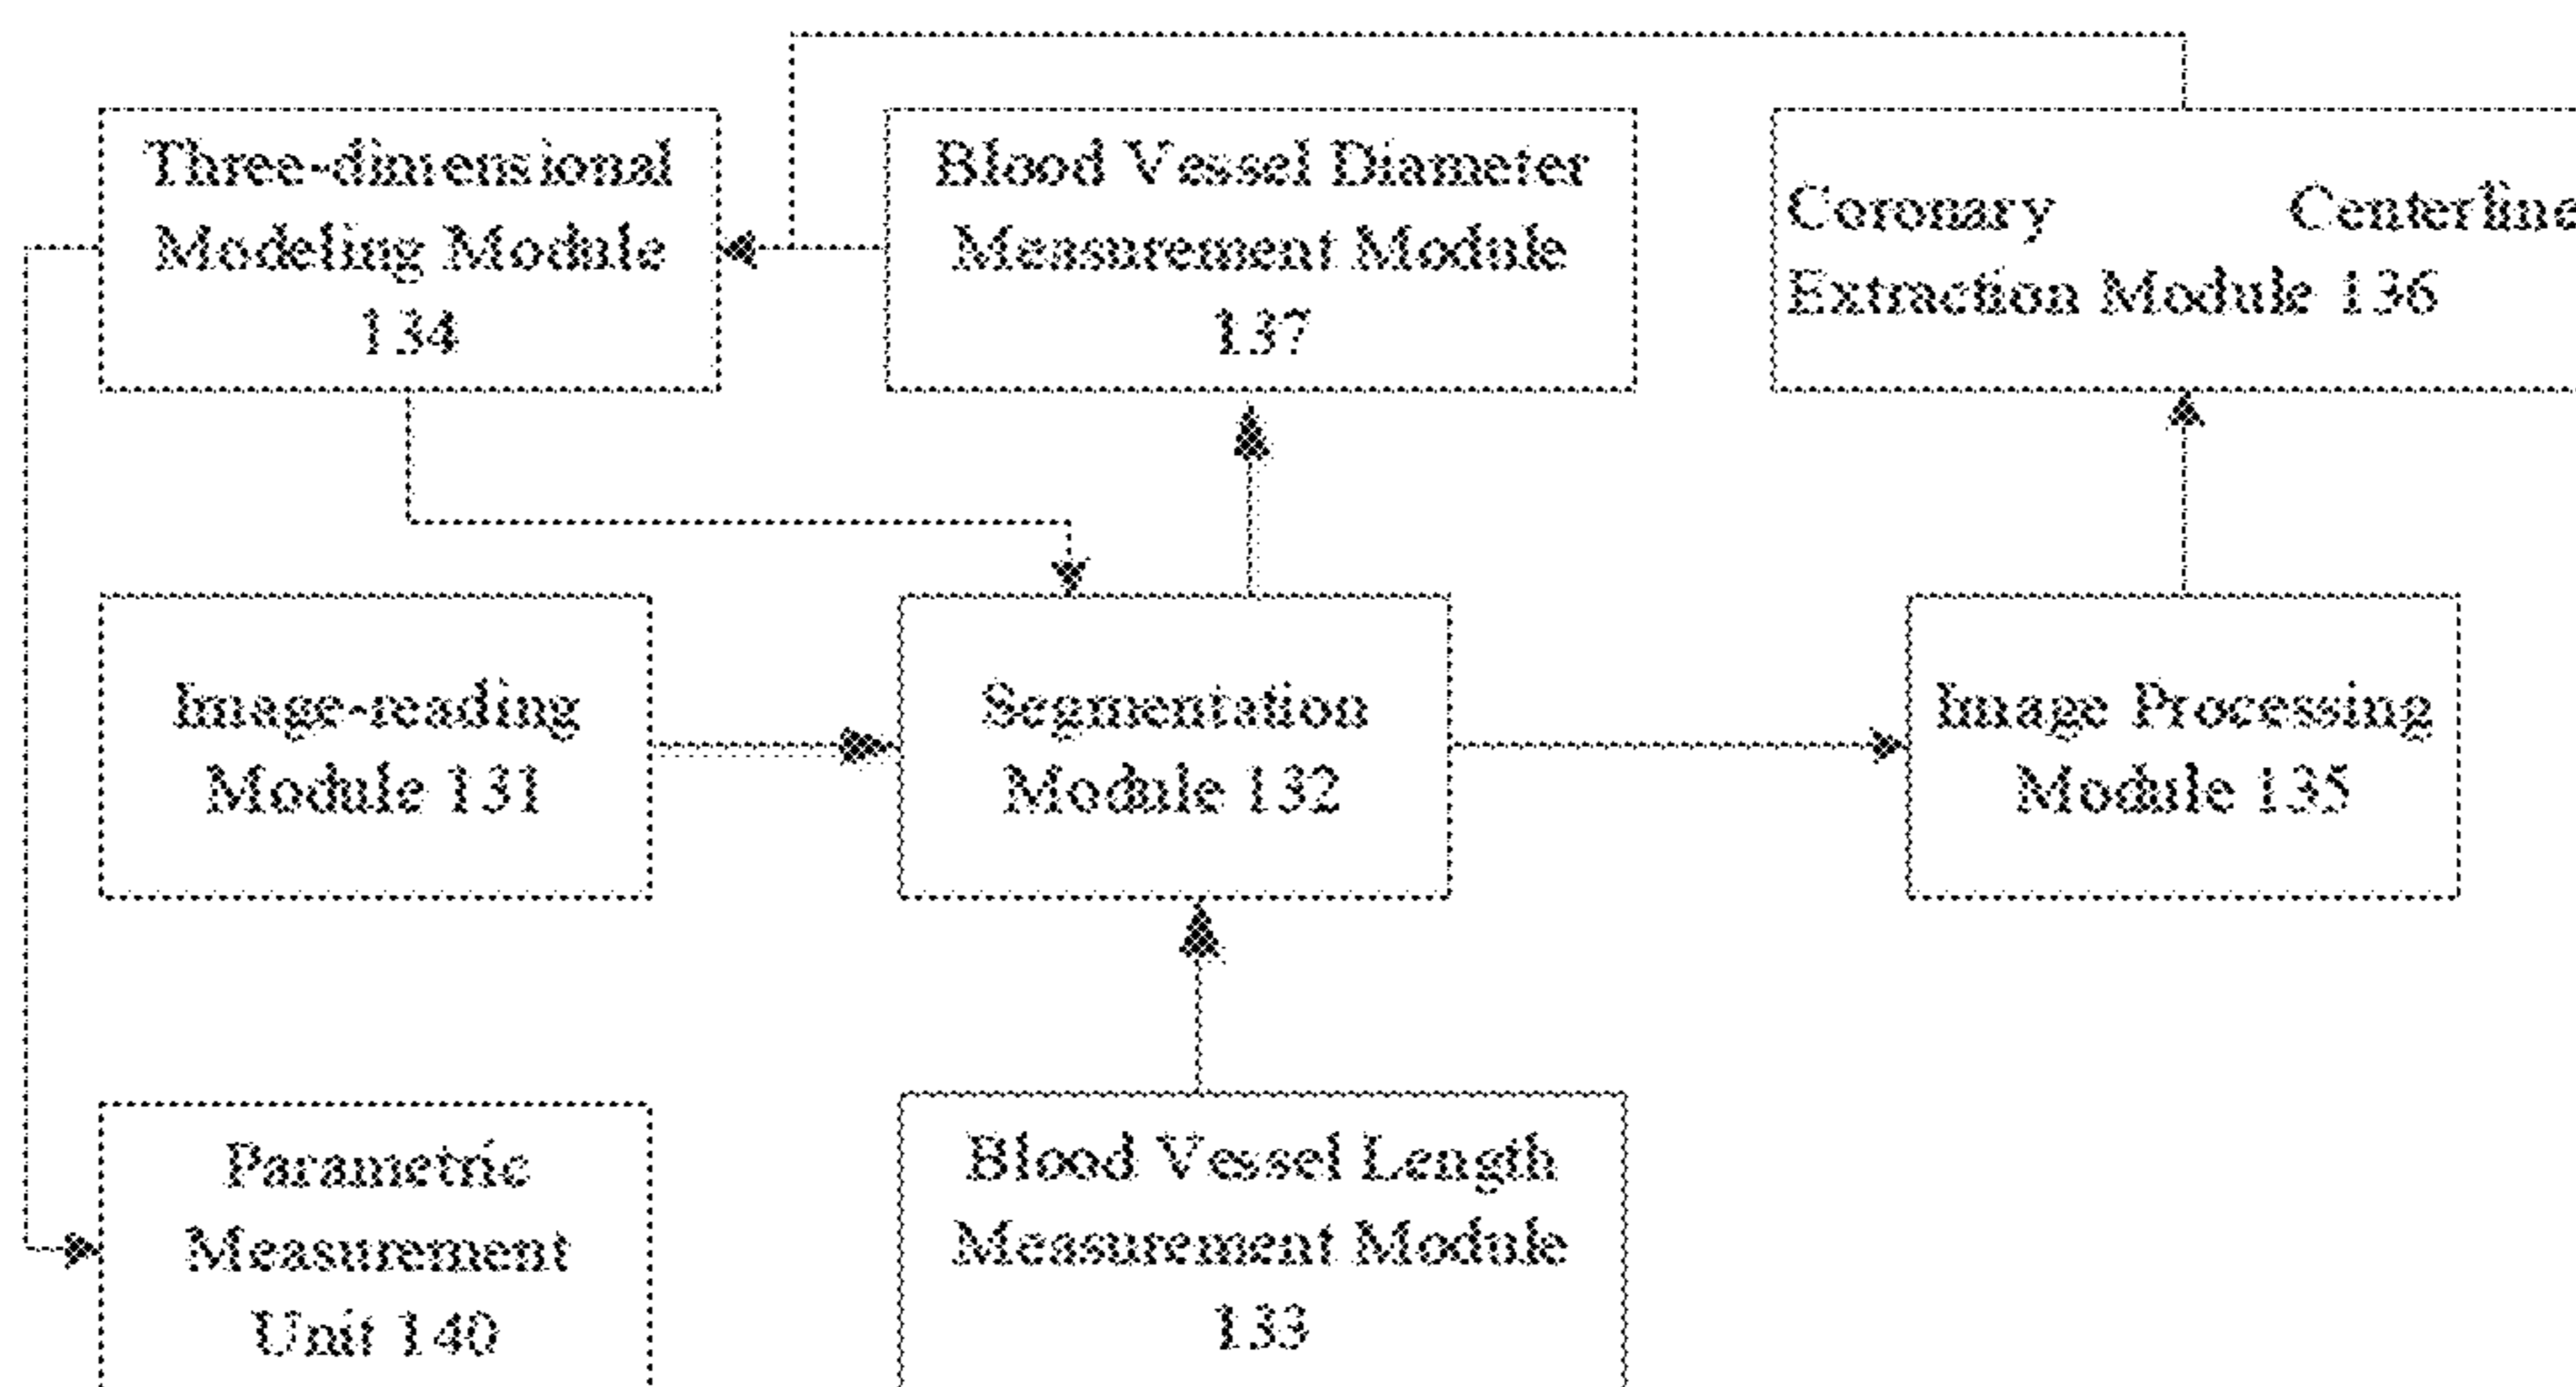 Three-dimensional
Modeling Module
134
Blood Vessel Diameter
Measurement Module
137
Coronary Centerline
Extraction Module 136
Image-reading
Module 131
Segmentation
Module 132
Image Processing
Module 135
Parametric
Measurement
Unit 140
Blood Vessel Length
Measurement Module
133